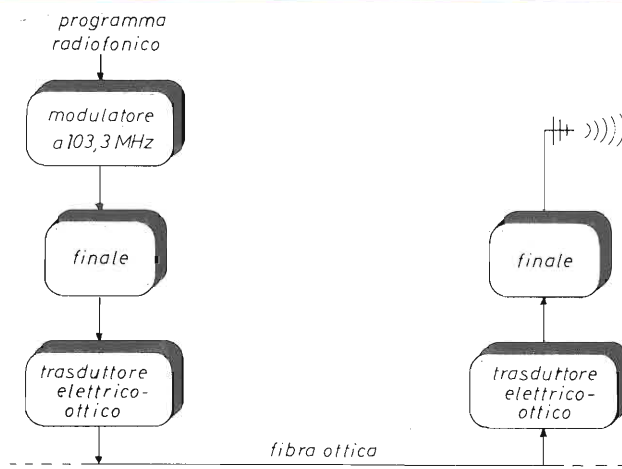 programma
radiofonico
modulatore
a 103,3 MHz
finale
trasduttore
elettrico-
ottico
fibra ottica
finale
trasduttore
elettrico-
ottico